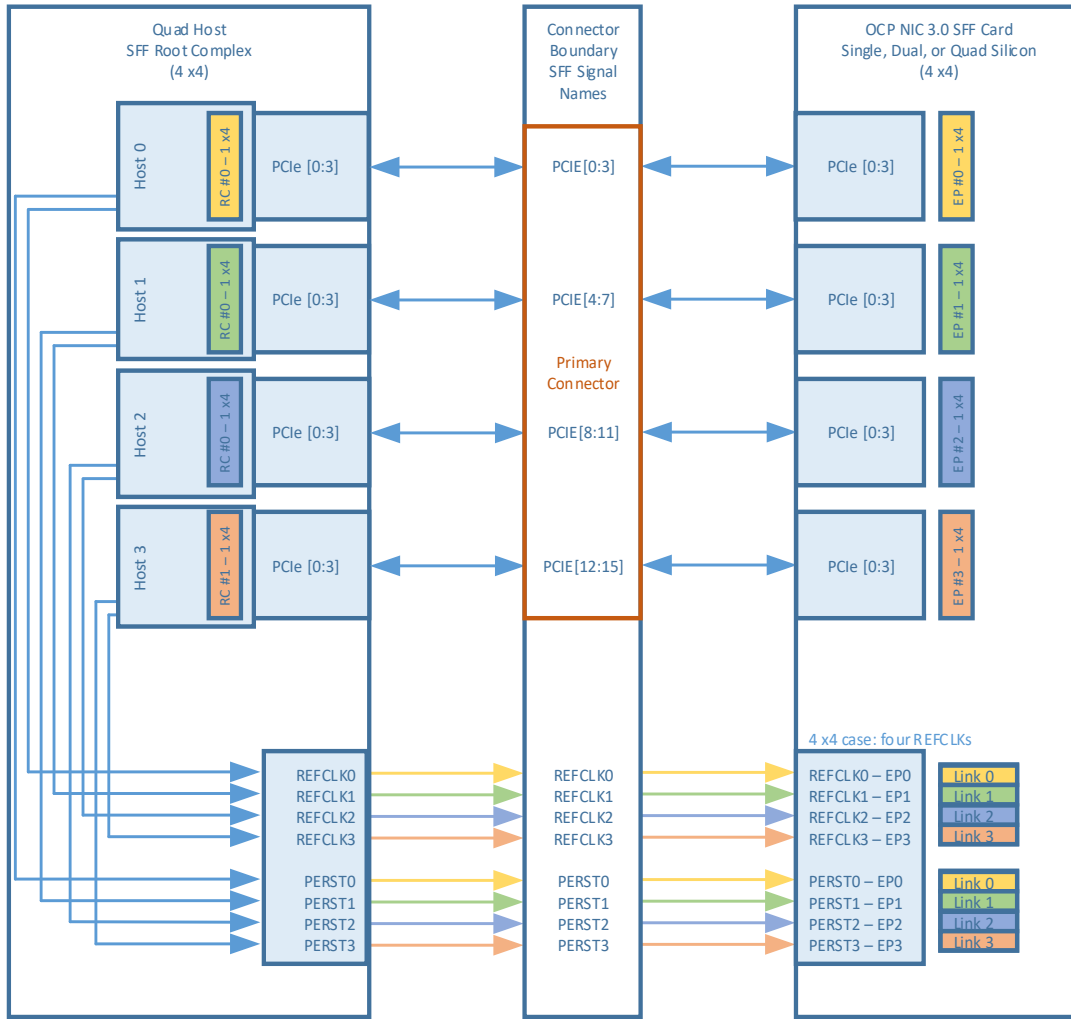 Quad Host
SFF Root Complex
(4 x4)
Connector
Boundary
SFF Signal
Names
OCP NIC 3.0 SFF Card
Single, Dual, or Quad Silicon
(4 x4)
Host 0
RC #0 – 1 x4
PCIe [0:3]
PCIE[0:3]
PCIe [0:3]
EP #0 – 1 x4
Host 1
RC #0 – 1 x4
PCIe [0:3]
PCIE[4:7]
PCIe [0:3]
EP #1 – 1 x4
Primary
Connector
Host 2
RC #0 – 1 x4
PCIe [0:3]
PCIE[8:11]
PCIe [0:3]
EP #2 – 1 x4
Host 3
RC #1 – 1 x4
PCIe [0:3]
PCIE[12:15]
PCIe [0:3]
EP #3 – 1 x4
4 x4 case: four REFCLKs
REFCLK0
REFCLK0
REFCLK0 – EP0
Link 0
REFCLK1
REFCLK1
REFCLK1 – EP1
Link 1
REFCLK2
REFCLK2
REFCLK2 – EP2
Link 2
REFCLK3
REFCLK3
REFCLK3 – EP3
Link 3
PERST0
PERST0
PERST0 – EP0
Link 0
PERST1
PERST1
PERST1 – EP1
Link 1
PERST2
PERST2
PERST2 – EP2
Link 2
PERST3
PERST3
PERST3 – EP3
Link 3